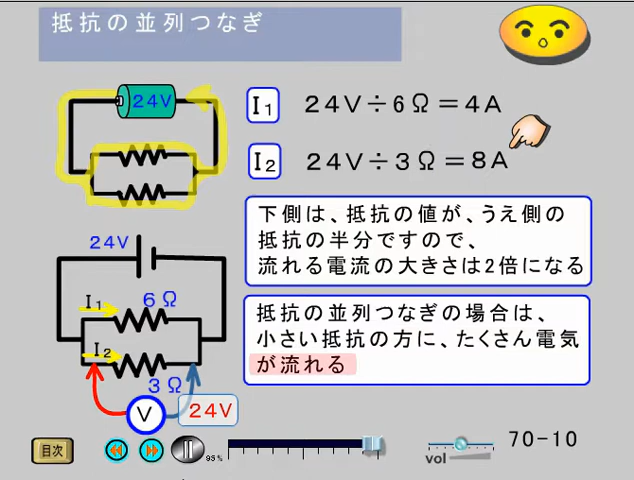 抵抗の並列つなぎ
24V
I₁ 24V÷6Ω=4A
I₂ 24V÷3Ω=8A
下側は、抵抗の値が、うえ側の
抵抗の半分ですので、
流れる電流の大きさは2倍になる
24V
I₁
6Ω
I₂
3Ω
V
24V
抵抗の並列つなぎの場合は、
小さい抵抗の方に、たくさん電気
が流れる
目次
95%
vol
70-10